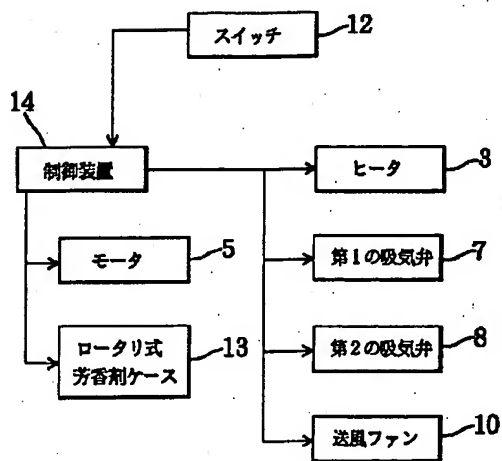 スイッチ
12
14
制御装置
ヒータ
3
モータ
5
第1の吸気弁
7
ロータリ式
芳香剤ケース
13
第2の吸気弁
8
送風ファン
10